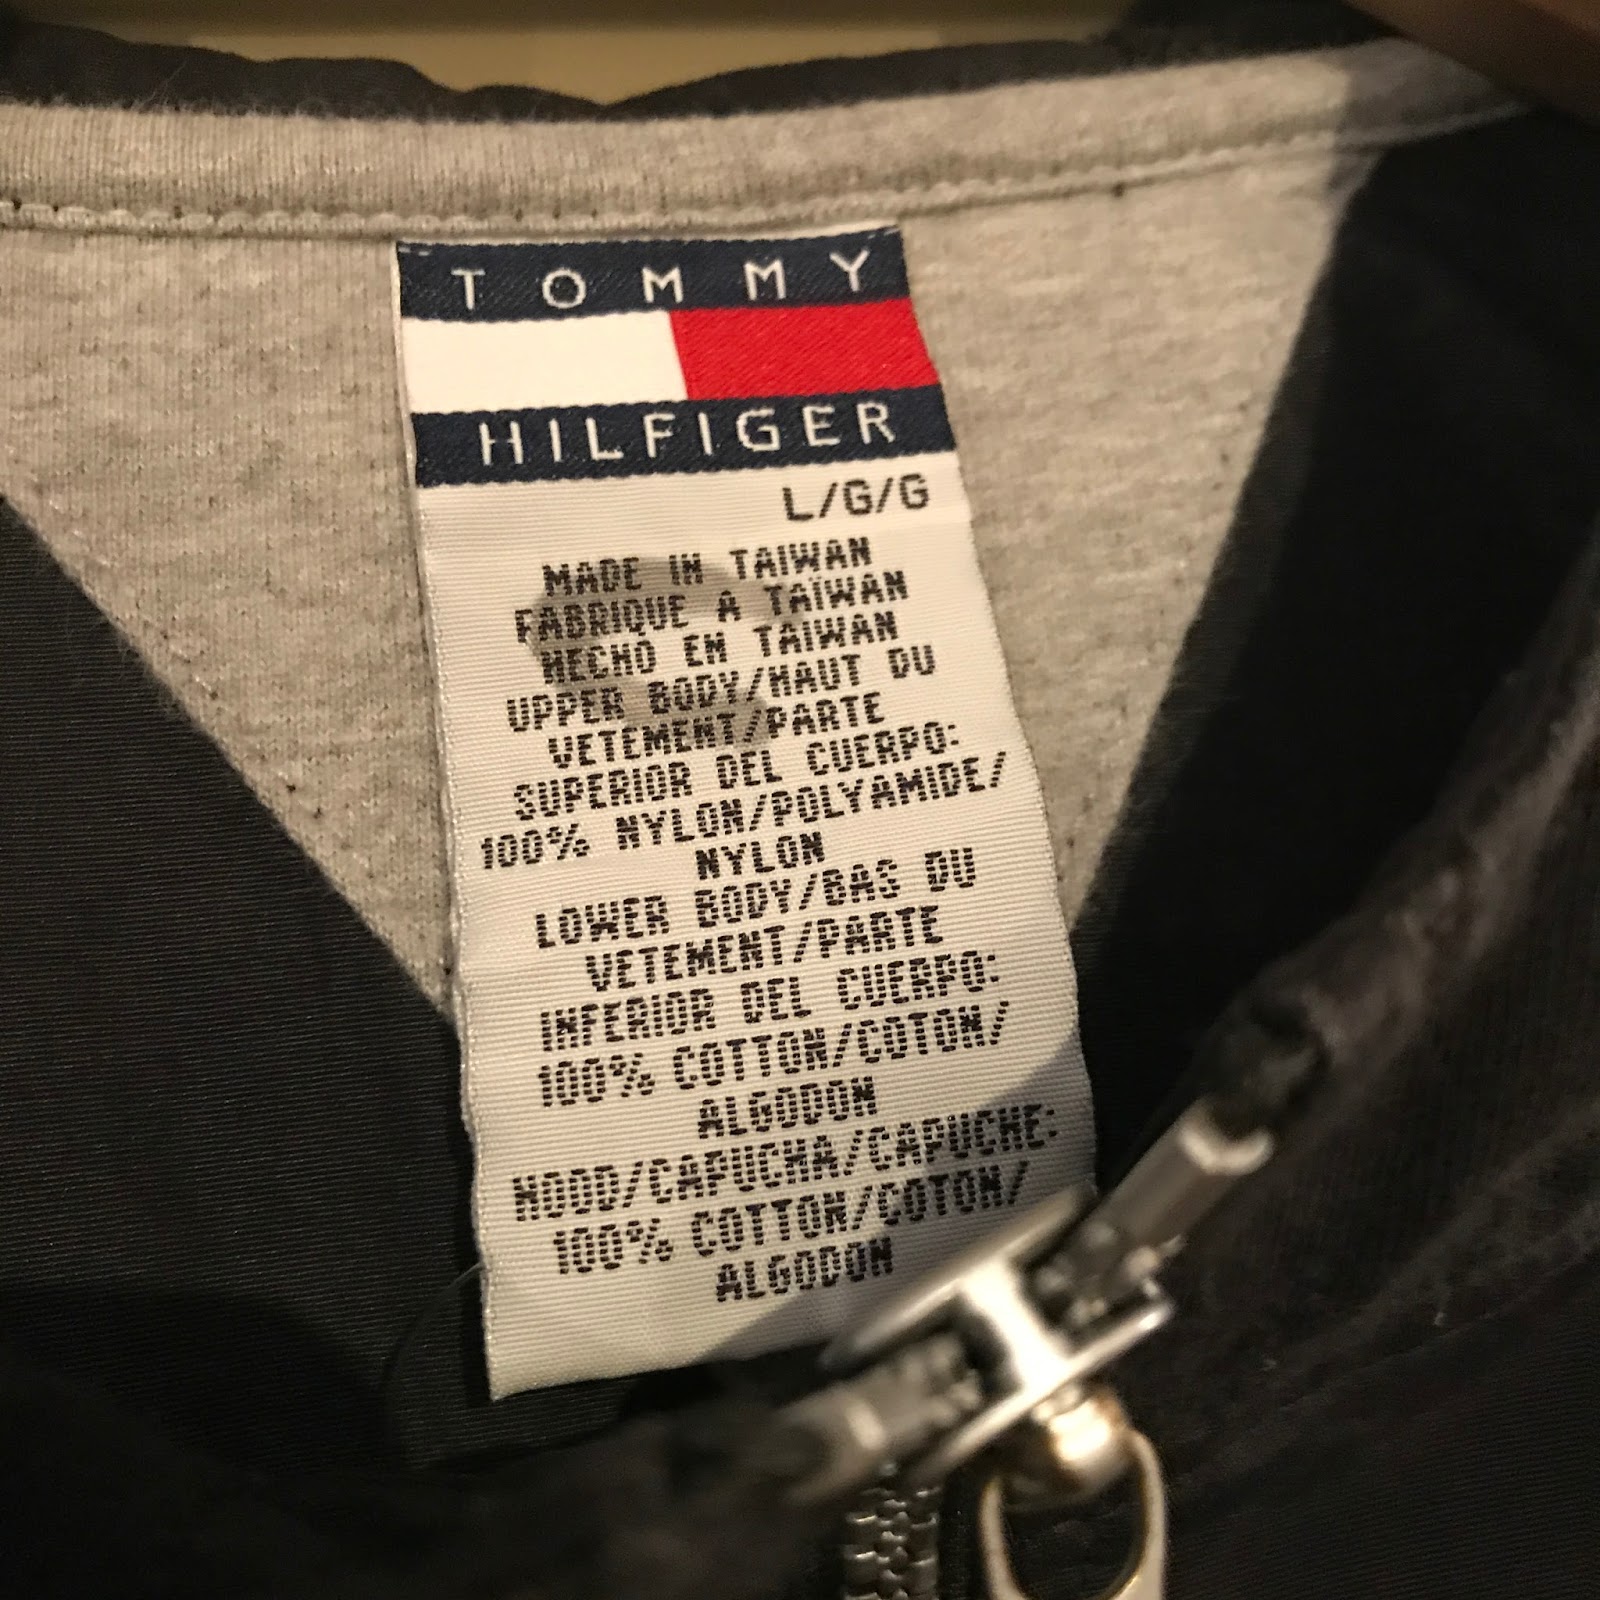 TOMMY
HILFIGER
L/G/G
MADE IN TAIWAN
FABRIQUE A TAÏWAN
HECHO EN TAIWAN
UPPER BODY/HAUT DU
VETEMENT/PARTE
SUPERIOR DEL CUERPO:
100% NYLON/POLYAMIDE/
NYLON
LOWER BODY/BAS DU
VETEMENT/PARTE
INFERIOR DEL CUERPO:
100% COTTON/COTON/
ALGODON
HOOD/CAPUCHA/CAPUCHE:
100% COTTON/COTON/
ALGODON